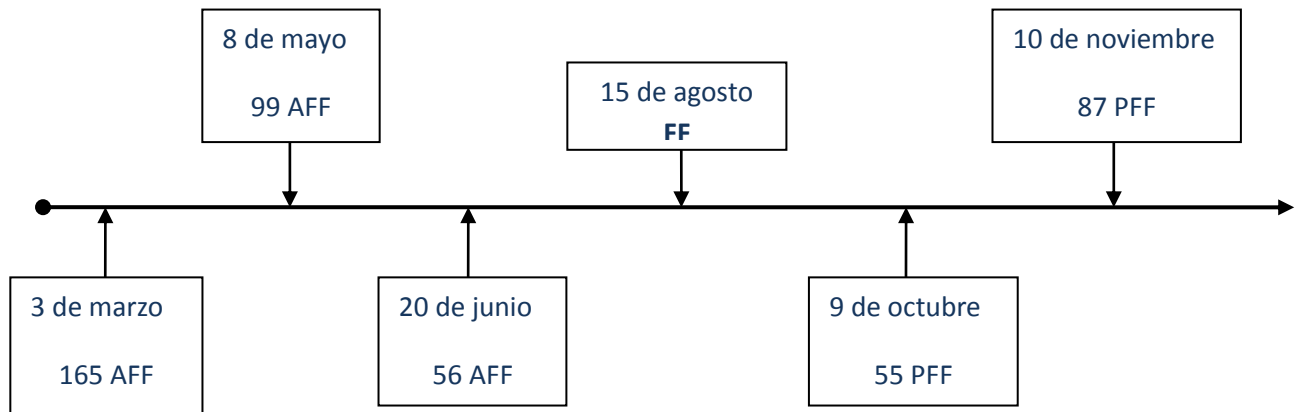 8 de mayo
99 AFF
15 de agosto
FF
10 de noviembre
87 PFF
3 de marzo
165 AFF
20 de junio
56 AFF
9 de octubre
55 PFF